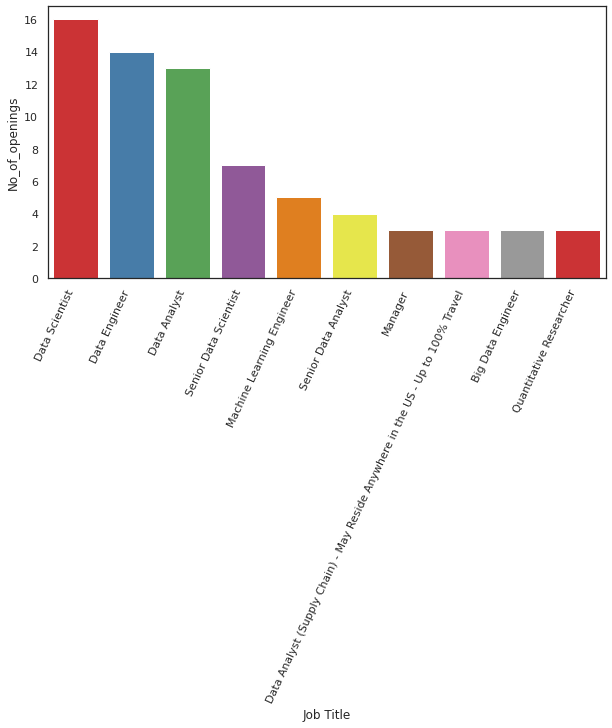 No_of_openings
16
14
12
10
8
6
4
2
0
Data Scientist
Data Engineer
Data Analyst
Senior Data Scientist
Machine Learning Engineer
Senior Data Analyst
Manager
Data Analyst (Supply Chain) - May Reside Anywhere in the US - Up to 100% Travel
Big Data Engineer
Quantitative Researcher
Job Title